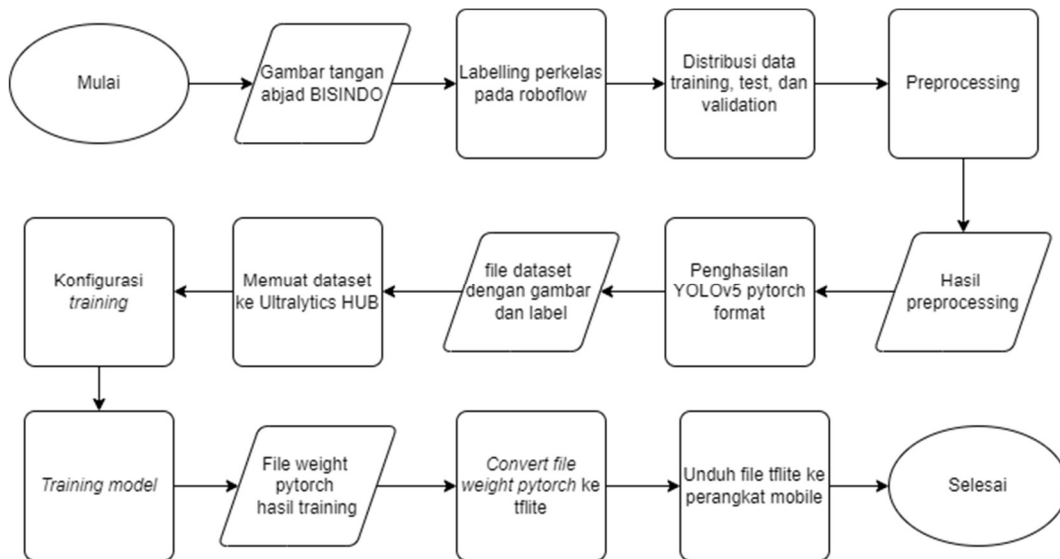 Mulai
Gambar tangan
abjad BISINDO
Labelling perkelas
pada roboflow
Distribusi data
training, test, dan
validation
Preprocessing
Hasil
preprocessing
Penghasilan
YOLOv5 pytorch
format
file dataset
dengan gambar
dan label
Memuat dataset
ke Ultralytics HUB
Konfigurasi
training
Training model
File weight
pytorch
hasil training
Convert file
weight pytorch ke
tflite
Unduh file tflite ke
perangkat mobile
Selesai